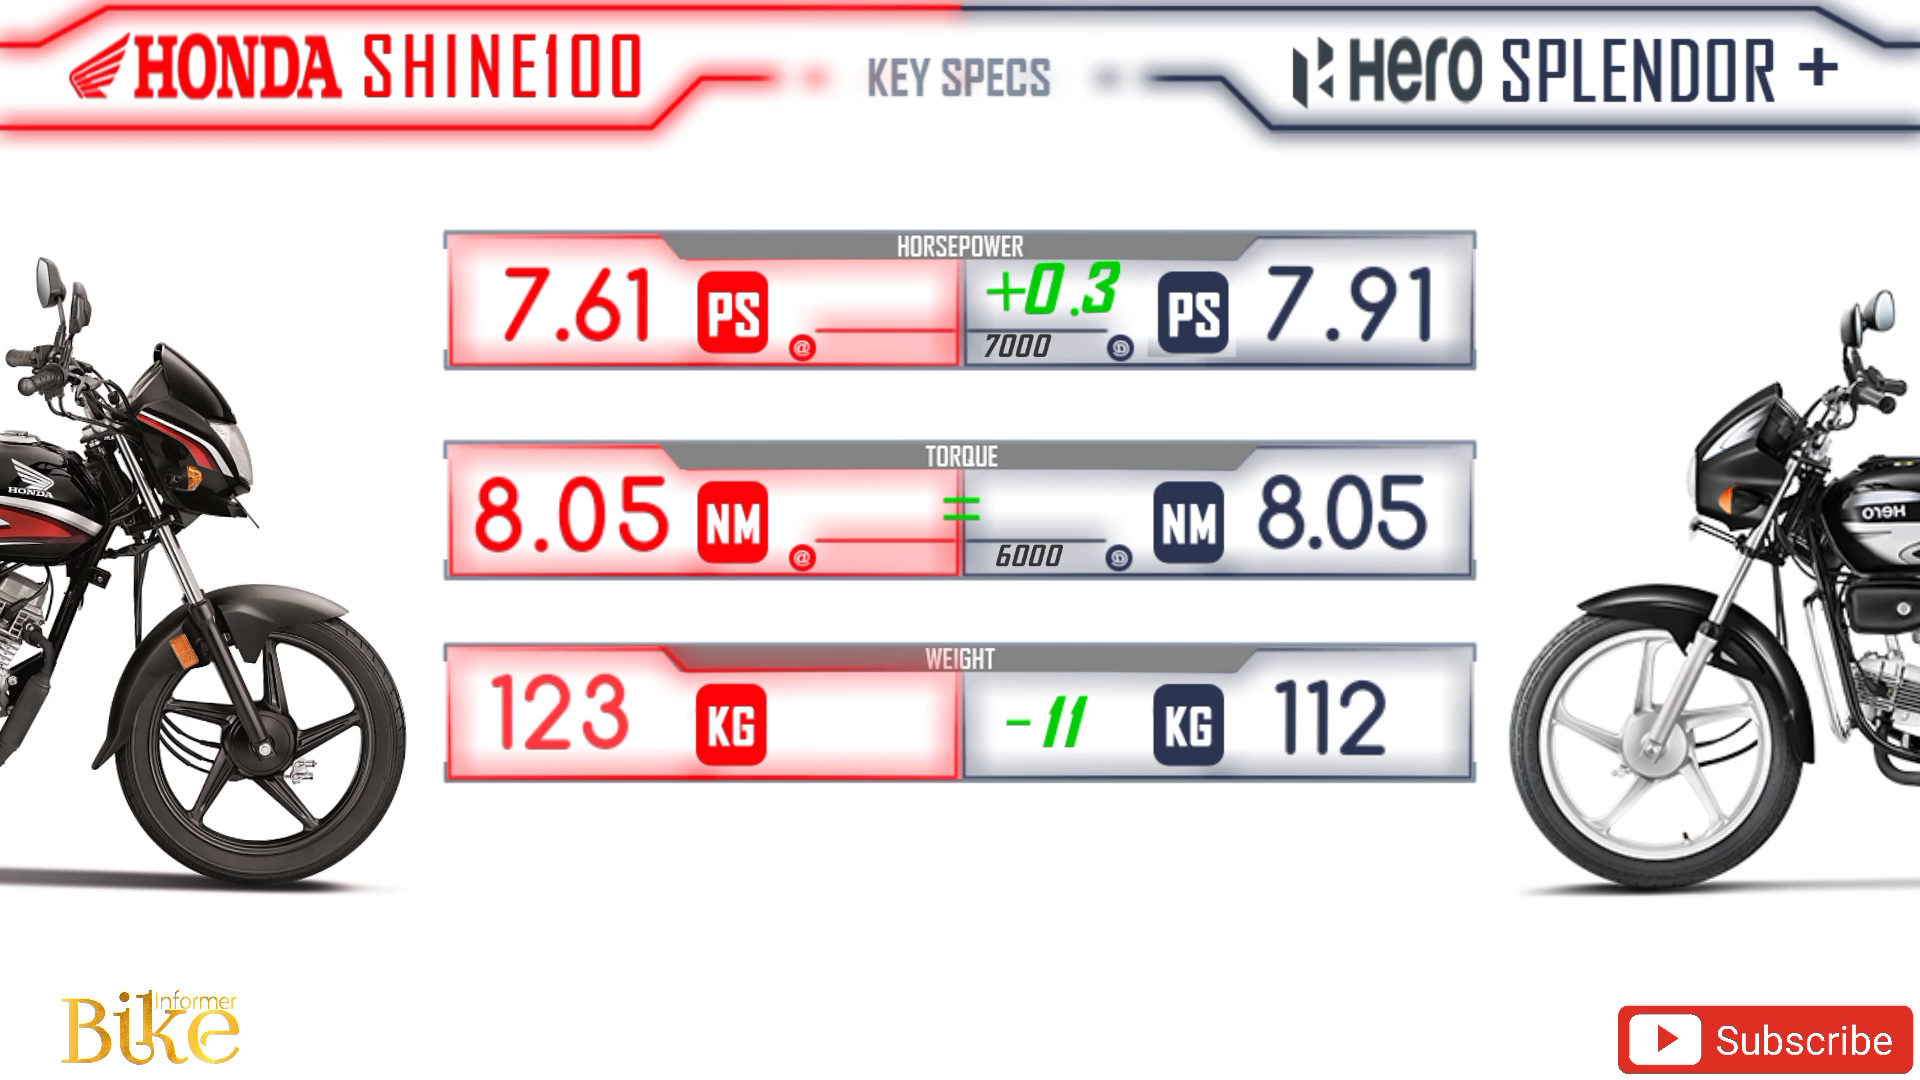 HONDA SHINE100
KEY SPECS
Hero SPLENDOR +
HORSEPOWER
7.61 PS @
+0.3
7000 @ PS 7.91
TORQUE
8.05 NM @
=
6000 @ NM 8.05
WEIGHT
123 KG
-11 KG 112
HONDA
Hero
Bike Informer
Subscribe